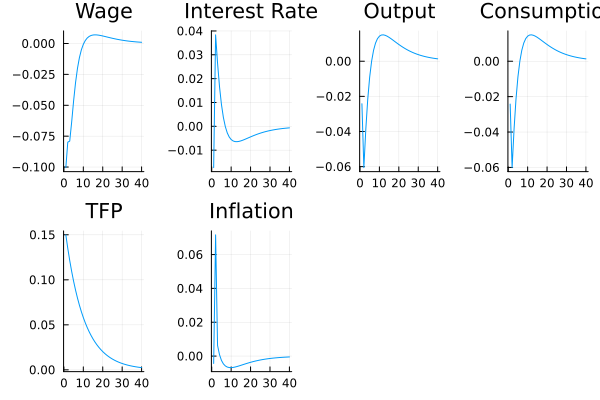 Wage
0.000
−0.025
−0.050
−0.075
−0.100
0 10 20 30 40
Interest Rate
0.04
0.03
0.02
0.01
0.00
−0.01
0 10 20 30 40
Output
0.00
−0.02
−0.04
−0.06
0 10 20 30 40
Consumptio
0.00
−0.02
−0.04
−0.06
0 10 20 30 40
TFP
0.15
0.10
0.05
0.00
0 10 20 30 40
Inflation
0.06
0.04
0.02
0.00
0 10 20 30 40